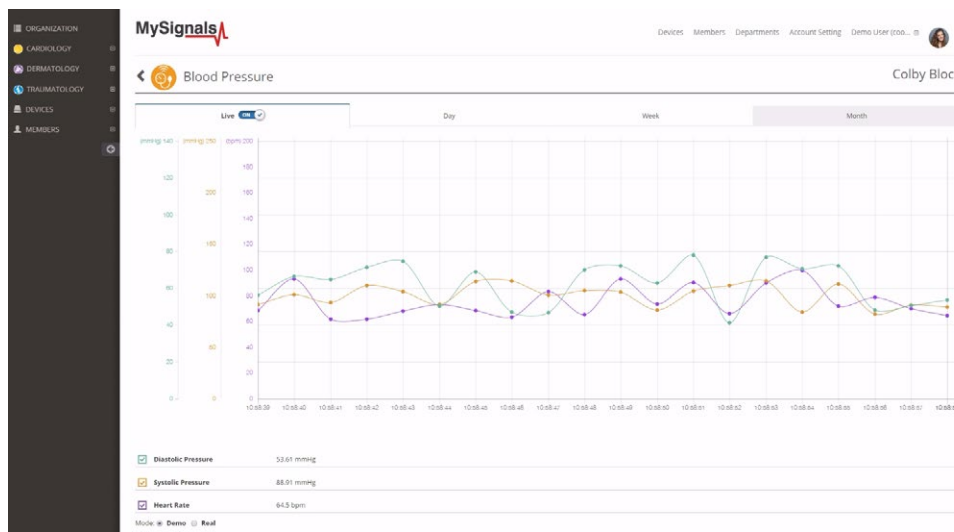 ORGANIZATION
CARDIOLOGY
DERMATOLOGY
TRAUMATOLOGY
DEVICES
MEMBERS
MySignals
Devices Members Departments Account Setting Demo User (roo...
Blood Pressure
Colby Bloc
Live ON Day Week Month
(mmHg) 140 (mmHg) 250 (bpm) 200
180
120
200 160
140
100
150 120
80
100
60 100 80
60
40
50 40
20
20
0 0 0
10:58:39 10:58:40 10:58:41 10:58:42 10:58:43 10:58:44 10:58:45 10:58:46 10:58:47 10:58:48 10:58:49 10:58:50 10:58:51 10:58:52 10:58:53 10:58:54 10:58:55 10:58:56 10:58:57
Diastolic Pressure 53.61 mmHg
Systolic Pressure 88.91 mmHg
Heart Rate 64.5 bpm
Mode: Demo Real